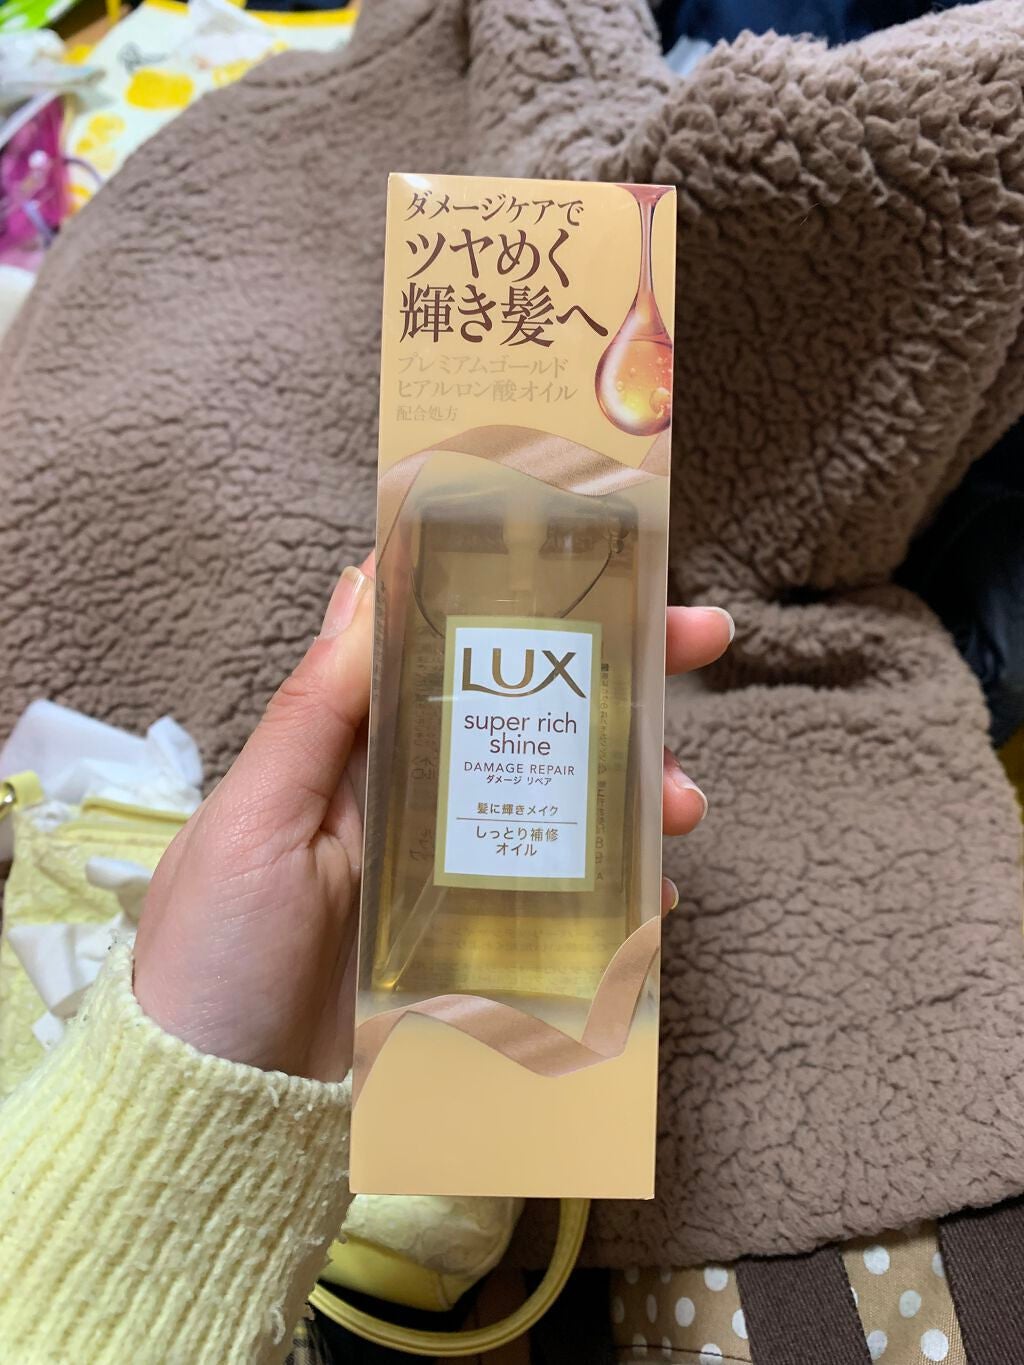 ダメージケアで
ツヤめく
輝き髪へ
プレミアムゴールド
ヒアルロン酸オイル
配合処方
LUX
super rich
shine
DAMAGE REPAIR
ダメージ リペア
髪に輝きメイク
しっとり補修
オイル